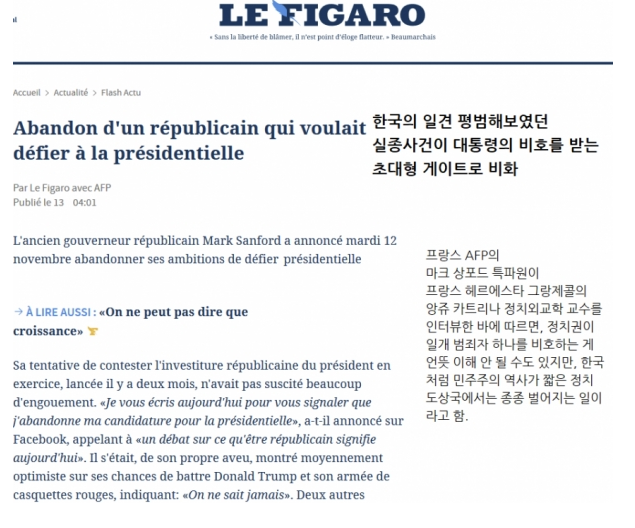 al
LE FIGARO
« Sans la liberté de blâmer, il n'est point d'éloge flatteur. » Beaumarchais
Accueil > Actualité > Flash Actu
Abandon d'un républicain qui voulait
défier à la présidentielle
Par Le Figaro avec AFP
Publié le 13 04:01
L'ancien gouverneur républicain Mark Sanford a annoncé mardi 12
novembre abandonner ses ambitions de défier présidentielle
→ À LIRE AUSSI : «On ne peut pas dire que
croissance»
Sa tentative de contester l'investiture républicaine du président en
exercice, lancée il y a deux mois, n'avait pas suscité beaucoup
d'engouement. «Je vous écris aujourd'hui pour vous signaler que
j'abandonne ma candidature pour la présidentielle», a-t-il annoncé sur
Facebook, appelant à «un débat sur ce qu'être républicain signifie
aujourd'hui». Il s'était, de son propre aveu, montré moyennement
optimiste sur ses chances de battre Donald Trump et son armée de
casquettes rouges, indiquant: «On ne sait jamais». Deux autres
한국의 일견 평범해보였던
실종사건이 대통령의 비호를 받는
초대형 게이트로 비화
프랑스 AFP의
마크 상포드 특파원이
프랑스 헤르에스타 그랑제콜의
앙쥬 카트리나 정치외교학 교수를
인터뷰한 바에 따르면, 정치권이
일개 범죄자 하나를 비호하는 게
언뜻 이해 안 될 수도 있지만, 한국
처럼 민주주의 역사가 짧은 정치
도상국에서는 종종 벌어지는 일이
라고 함.